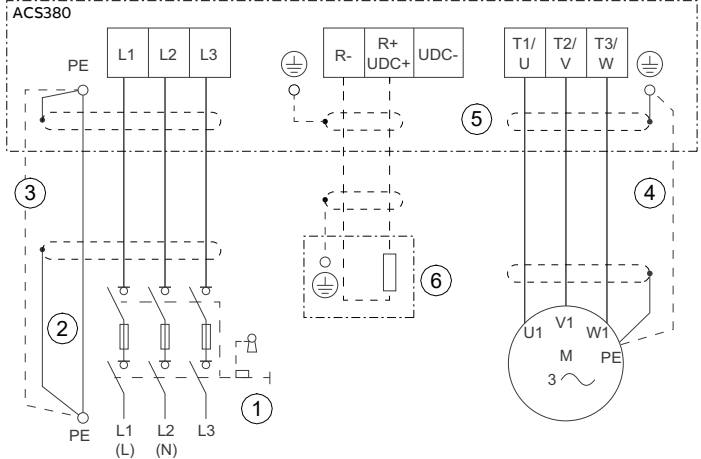 ACS380
PE L1 L2 L3
R- R+ UDC+ UDC-
T1/ U T2/ V T3/ W
5
3
4
6
2
1
U1 V1 W1
M PE
3
PE L1 (L) L2 (N) L3